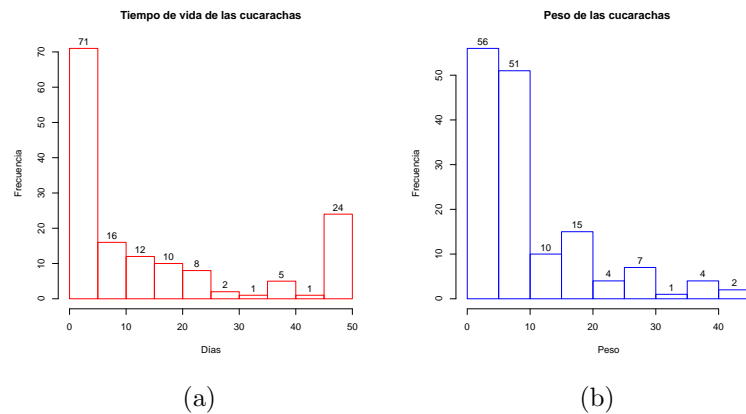 Tiempo de vida de las cucarachas
Frecuencia
0 10 20 30 40 50 60 70
71 16 12 10 8 2 1 5 1 24
0 10 20 30 40 50
Días
(a)
Peso de las cucarachas
Frecuencia
0 10 20 30 40 50
56 51 10 15 4 7 1 4 2
0 10 20 30 40
Peso
(b)